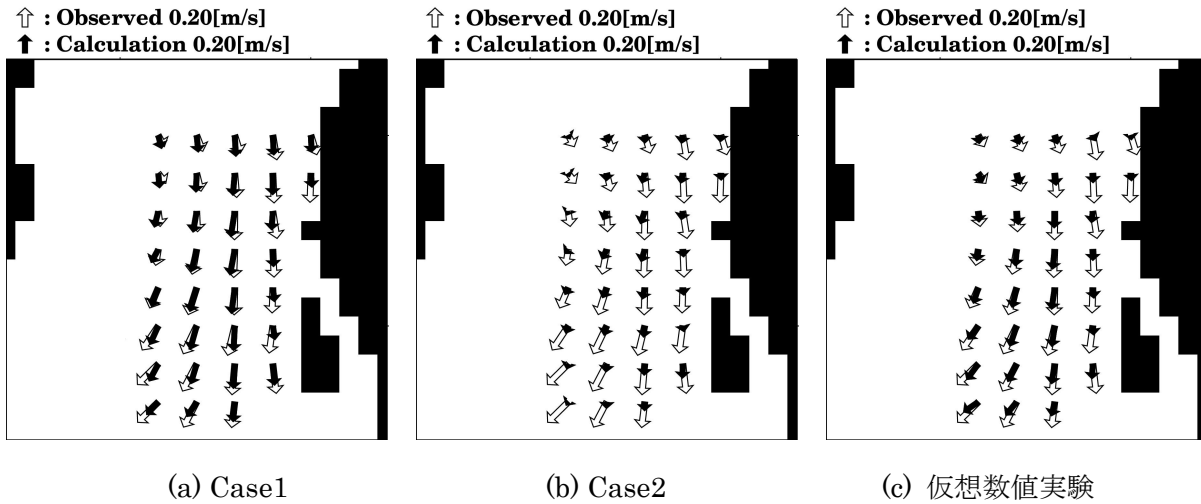 ⇧ : Observed 0.20[m/s]
⬆ : Calculation 0.20[m/s]
⇧ : Observed 0.20[m/s]
⬆ : Calculation 0.20[m/s]
⇧ : Observed 0.20[m/s]
⬆ : Calculation 0.20[m/s]
(a) Case1
(b) Case2
(c) 仮想数値実験